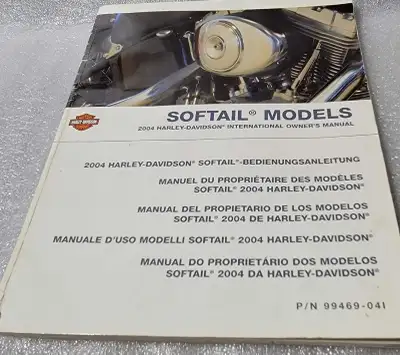 SOFTAIL® MODELS
2004 HARLEY-DAVIDSON® INTERNATIONAL OWNER'S MANUAL
HARLEY-DAVIDSON
2004 HARLEY-DAVIDSON® SOFTAIL®-BEDIENUNGSANLEITUNG
MANUEL DU PROPRIÉTAIRE DES MODÈLES
SOFTAIL® 2004 HARLEY-DAVIDSON®
MANUAL DEL PROPIETARIO DE LOS MODELOS
SOFTAIL® 2004 DE HARLEY-DAVIDSON®
MANUALE D'USO MODELLI SOFTAIL® 2004 HARLEY-DAVIDSON®
MANUAL DO PROPRIETÁRIO DOS MODELOS
SOFTAIL® 2004 DA HARLEY-DAVIDSON®
P/N 99469-04I